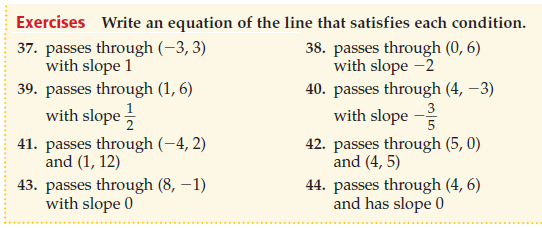 Exercises Write an equation of the line that satisfies each condition.
37. passes through (−3, 3)
with slope 1
38. passes through (0, 6)
with slope −2
39. passes through (1, 6)
with slope 1/2
40. passes through (4, −3)
with slope −3/5
41. passes through (−4, 2)
and (1, 12)
42. passes through (5, 0)
and (4, 5)
43. passes through (8, −1)
with slope 0
44. passes through (4, 6)
and has slope 0